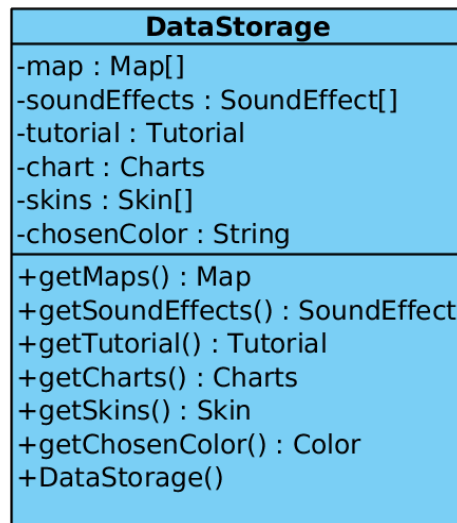 DataStorage
-map : Map[]
-soundEffects : SoundEffect[]
-tutorial : Tutorial
-chart : Charts
-skins : Skin[]
-chosenColor : String
+getMaps() : Map
+getSoundEffects() : SoundEffect
+getTutorial() : Tutorial
+getCharts() : Charts
+getSkins() : Skin
+getChosenColor() : Color
+DataStorage()